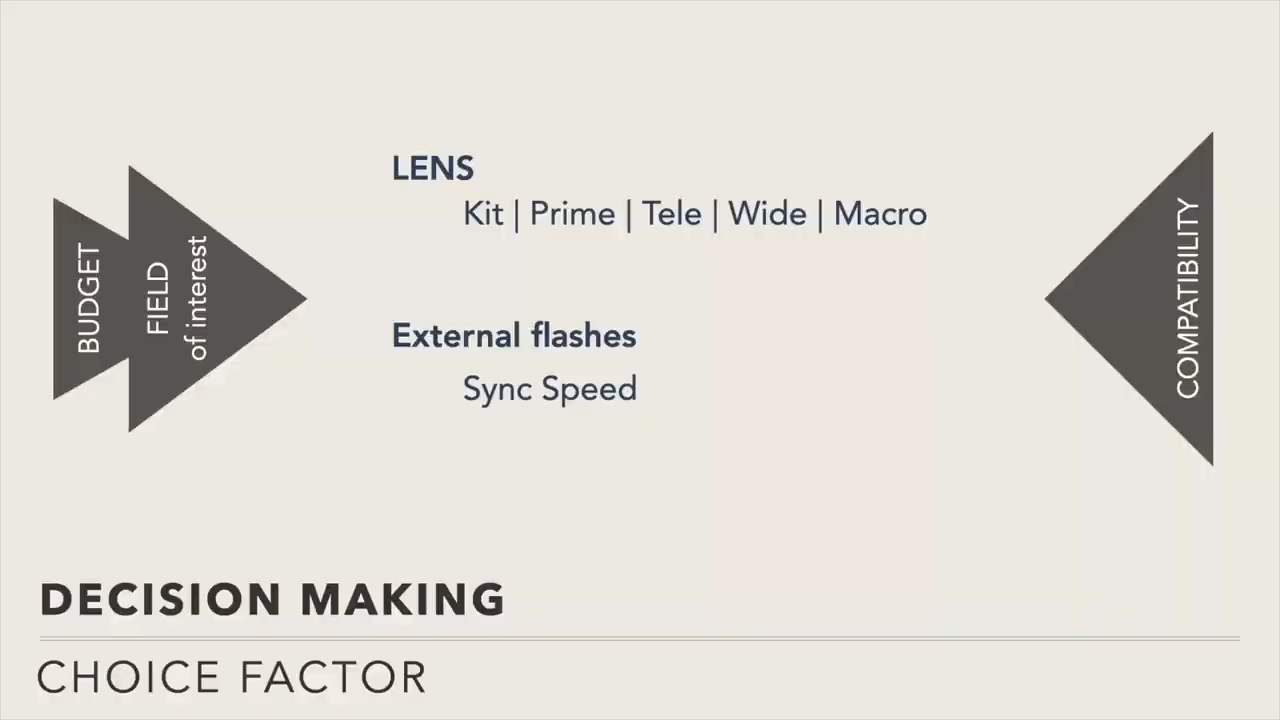 BUDGET
FIELD
of interest
LENS
Kit | Prime | Tele | Wide | Macro
External flashes
Sync Speed
COMPATIBILITY
DECISION MAKING
CHOICE FACTOR